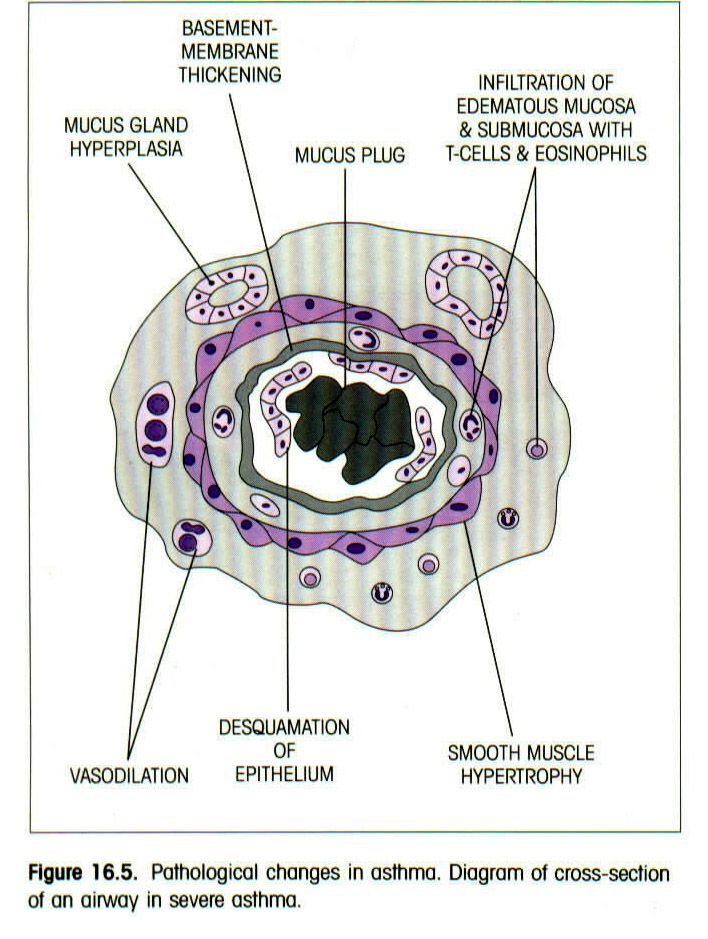 BASEMENT-
MEMBRANE
THICKENING
INFILTRATION OF
EDEMATOUS MUCOSA
& SUBMUCOSA WITH
T-CELLS & EOSINOPHILS
MUCUS GLAND
HYPERPLASIA
MUCUS PLUG
DESQUAMATION
OF
EPITHELIUM
SMOOTH MUSCLE
HYPERTROPHY
VASODILATION
Figure 16.5. Pathological changes in asthma. Diagram of cross-section
of an airway in severe asthma.